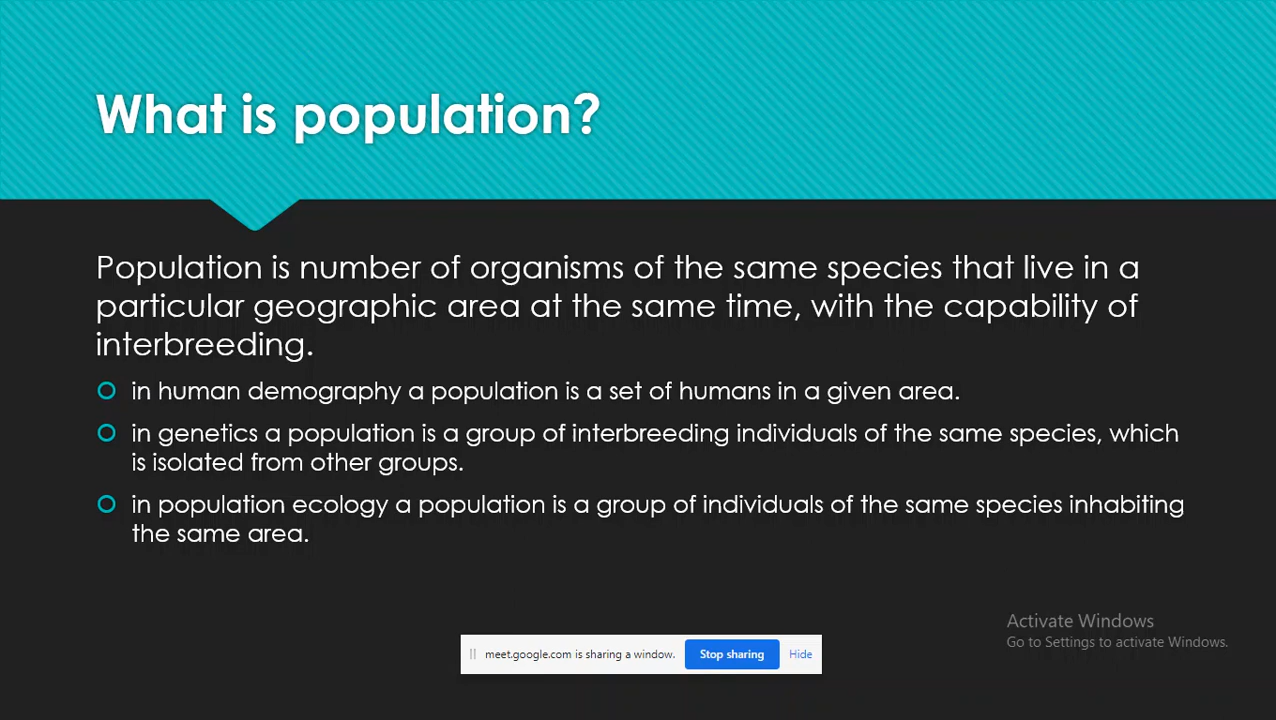 What is population?
Population is number of organisms of the same species that live in a
particular geographic area at the same time, with the capability of
interbreeding.
in human demography a population is a set of humans in a given area.
in genetics a population is a group of interbreeding individuals of the same species, which
is isolated from other groups.
in population ecology a population is a group of individuals of the same species inhabiting
the same area.
Activate Windows
Go to Settings to activate Windows.
meet.google.com is sharing a window. Stop sharing Hide